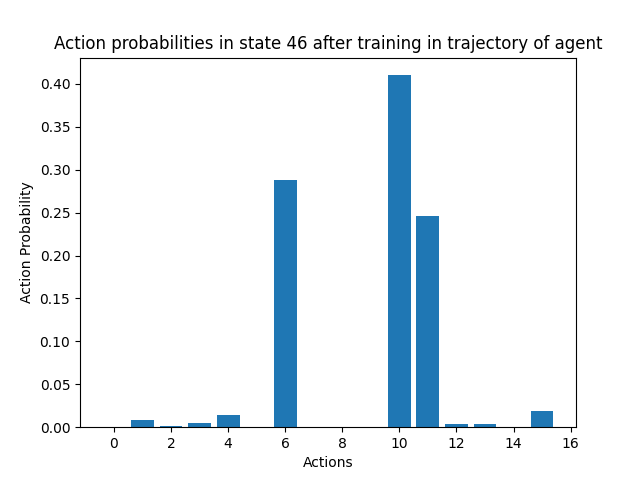 Action probabilities in state 46 after training in trajectory of agent
0.40
0.35
0.30
0.25
0.20
0.15
0.10
0.05
0.00
Action Probability
0 2 4 6 8 10 12 14 16
Actions